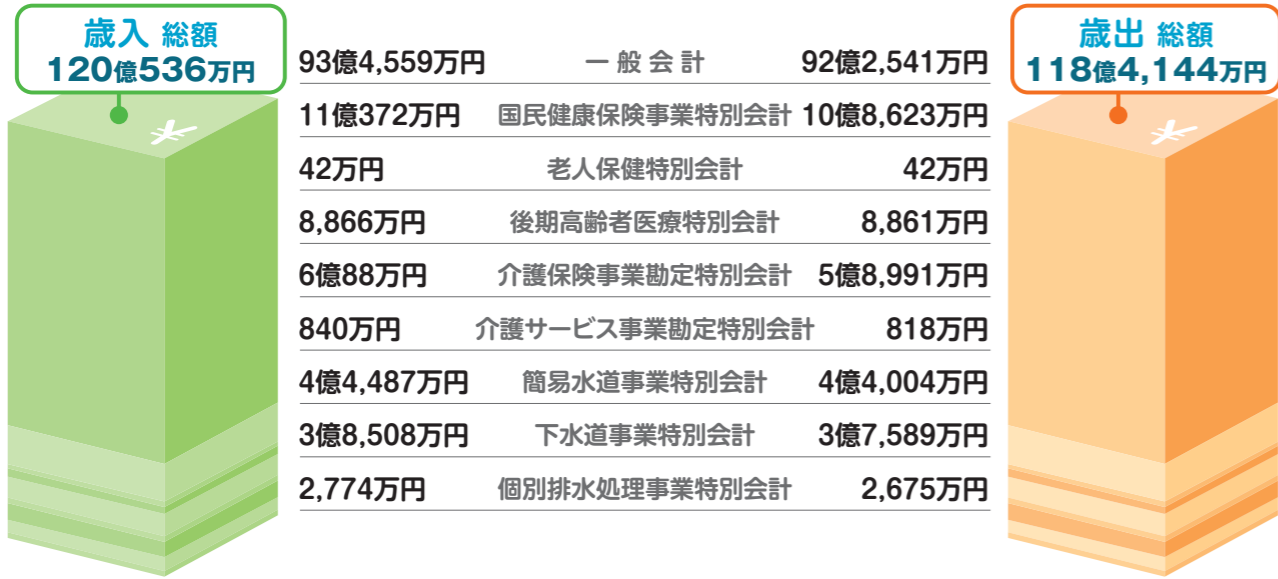 歳入 総額
120億536万円
歳出 総額
118億4,144万円
93億4,559万円 一般会計 92億2,541万円
11億372万円 国民健康保険事業特別会計 10億8,623万円
42万円 老人保健特別会計 42万円
8,866万円 後期高齢者医療特別会計 8,861万円
6億88万円 介護保険事業勘定特別会計 5億8,991万円
840万円 介護サービス事業勘定特別会計 818万円
4億4,487万円 簡易水道事業特別会計 4億4,004万円
3億8,508万円 下水道事業特別会計 3億7,589万円
2,774万円 個別排水処理事業特別会計 2,675万円
¥
¥